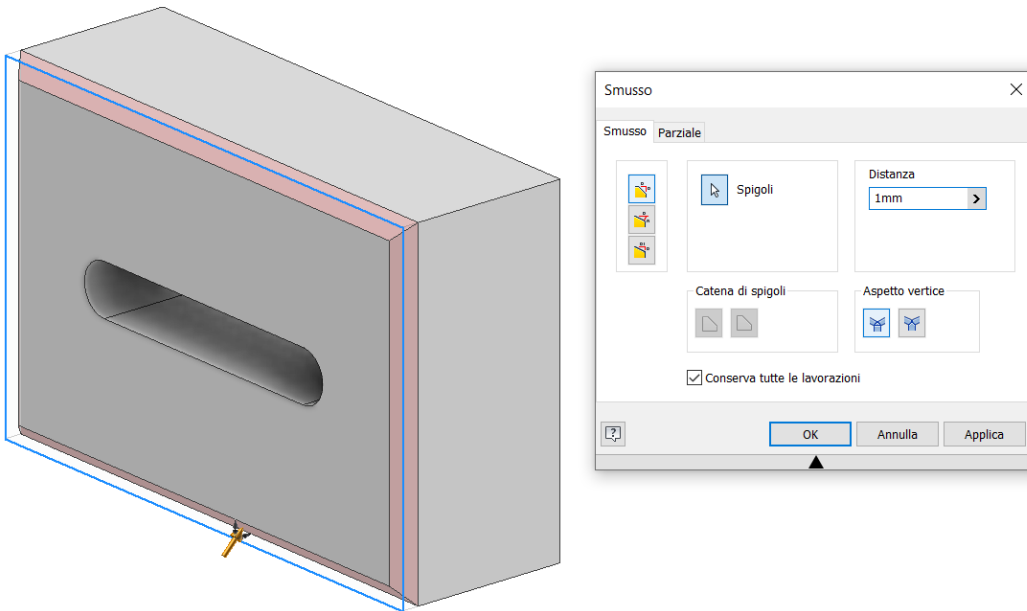 Smusso
Smusso Parziale
Spigoli
Distanza
1mm
Catena di spigoli
Aspetto vertice
Conserva tutte le lavorazioni
? OK Annulla Applica